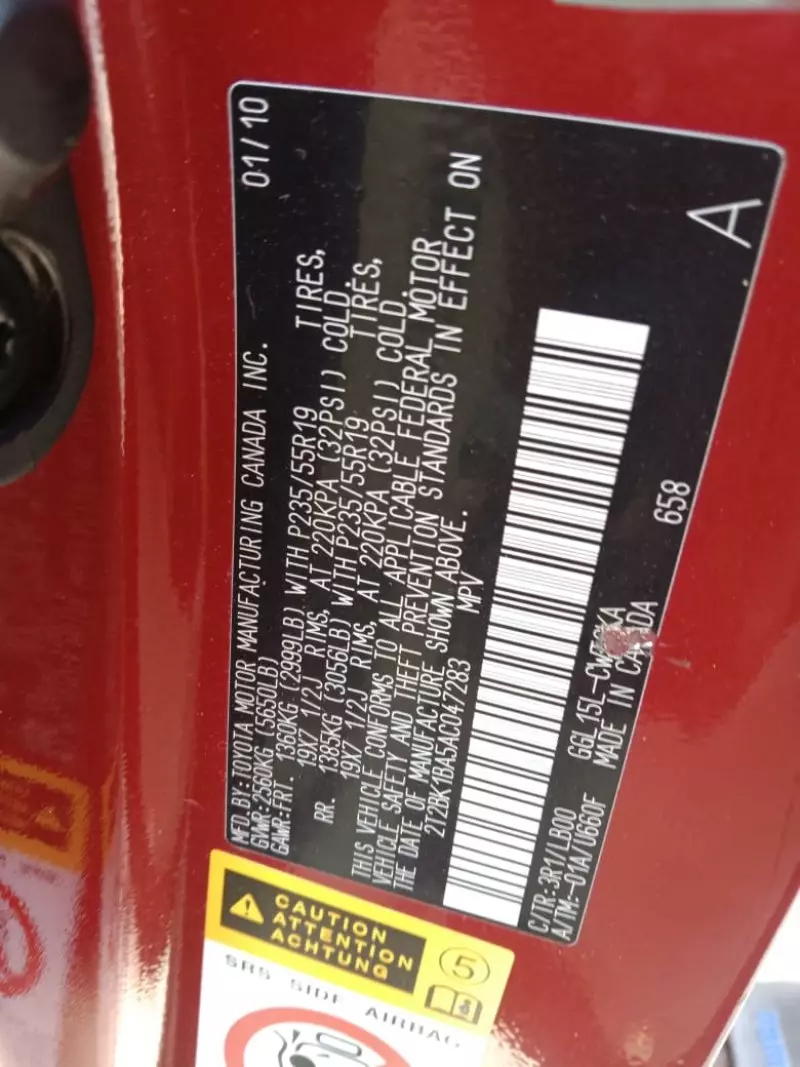 MFD. BY: TOYOTA MOTOR MANUFACTURING CANADA INC. 01/10
GVWR: 2560KG (5650LB)
GAWR: FRT. 1360KG (2999LB) WITH P235/55R19 TIRES,
19X7 1/2J RIMS, AT 220KPA (32PSI) COLD.
RR. 1385KG (3056LB) WITH P235/55R19 TIRES,
19X7 1/2J RIMS, AT 220KPA (32PSI) COLD.
THIS VEHICLE CONFORMS TO ALL APPLICABLE FEDERAL MOTOR
VEHICLE SAFETY AND THEFT PREVENTION STANDARDS IN EFFECT ON
THE DATE OF MANUFACTURE SHOWN ABOVE.
2T2BK1BA5AC047283 MPV
C/TR: 3R1/LB00 658
A/TM: -01A/U660F MADE IN CANADA
A
CAUTION
ATTENTION
ACHTUNG
5
SRS SIDE AIRBAG